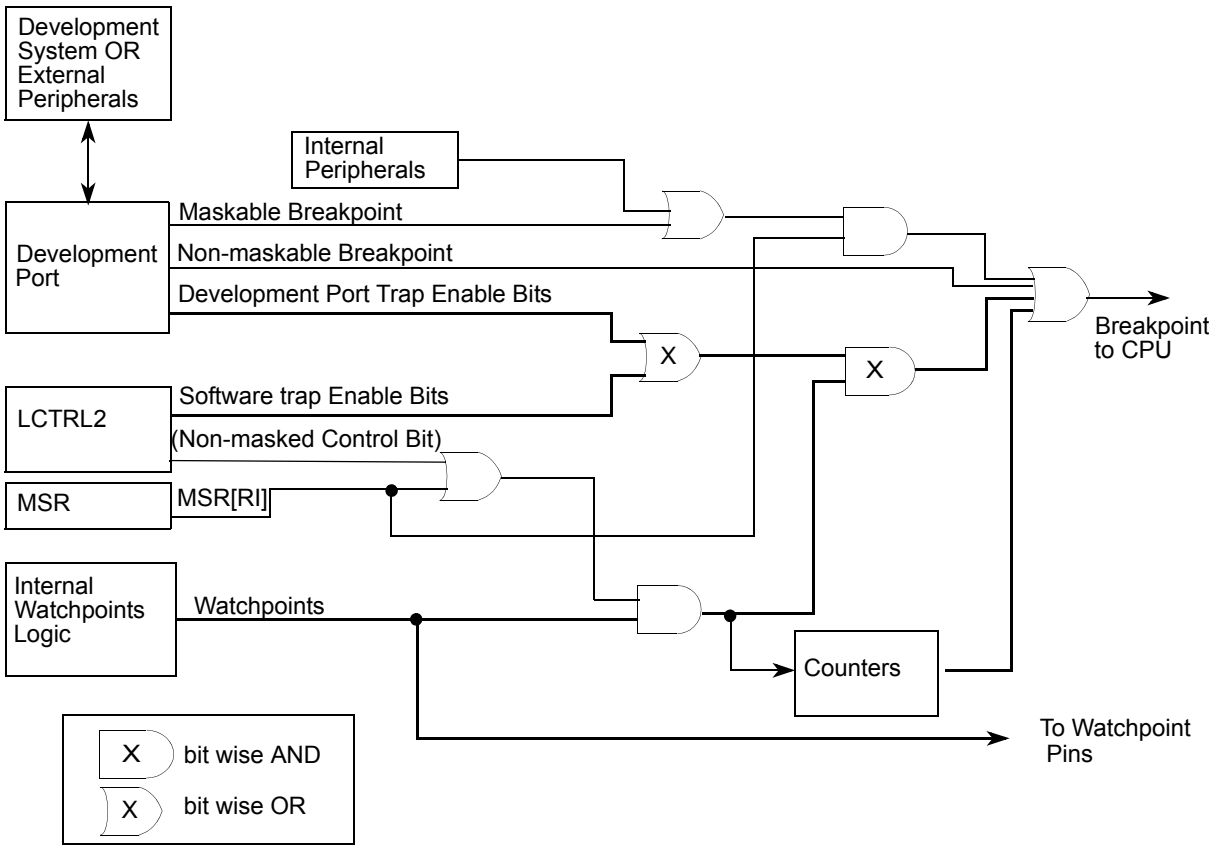 Development
System OR
External
Peripherals
Internal
Peripherals
Development
Port
Maskable Breakpoint
Non-maskable Breakpoint
Development Port Trap Enable Bits
X
X
Breakpoint
to CPU
LCTRL2
Software trap Enable Bits
(Non-masked Control Bit)
MSR
MSR[RI]
Internal
Watchpoints
Logic
Watchpoints
Counters
To Watchpoint
Pins
X bit wise AND
X bit wise OR